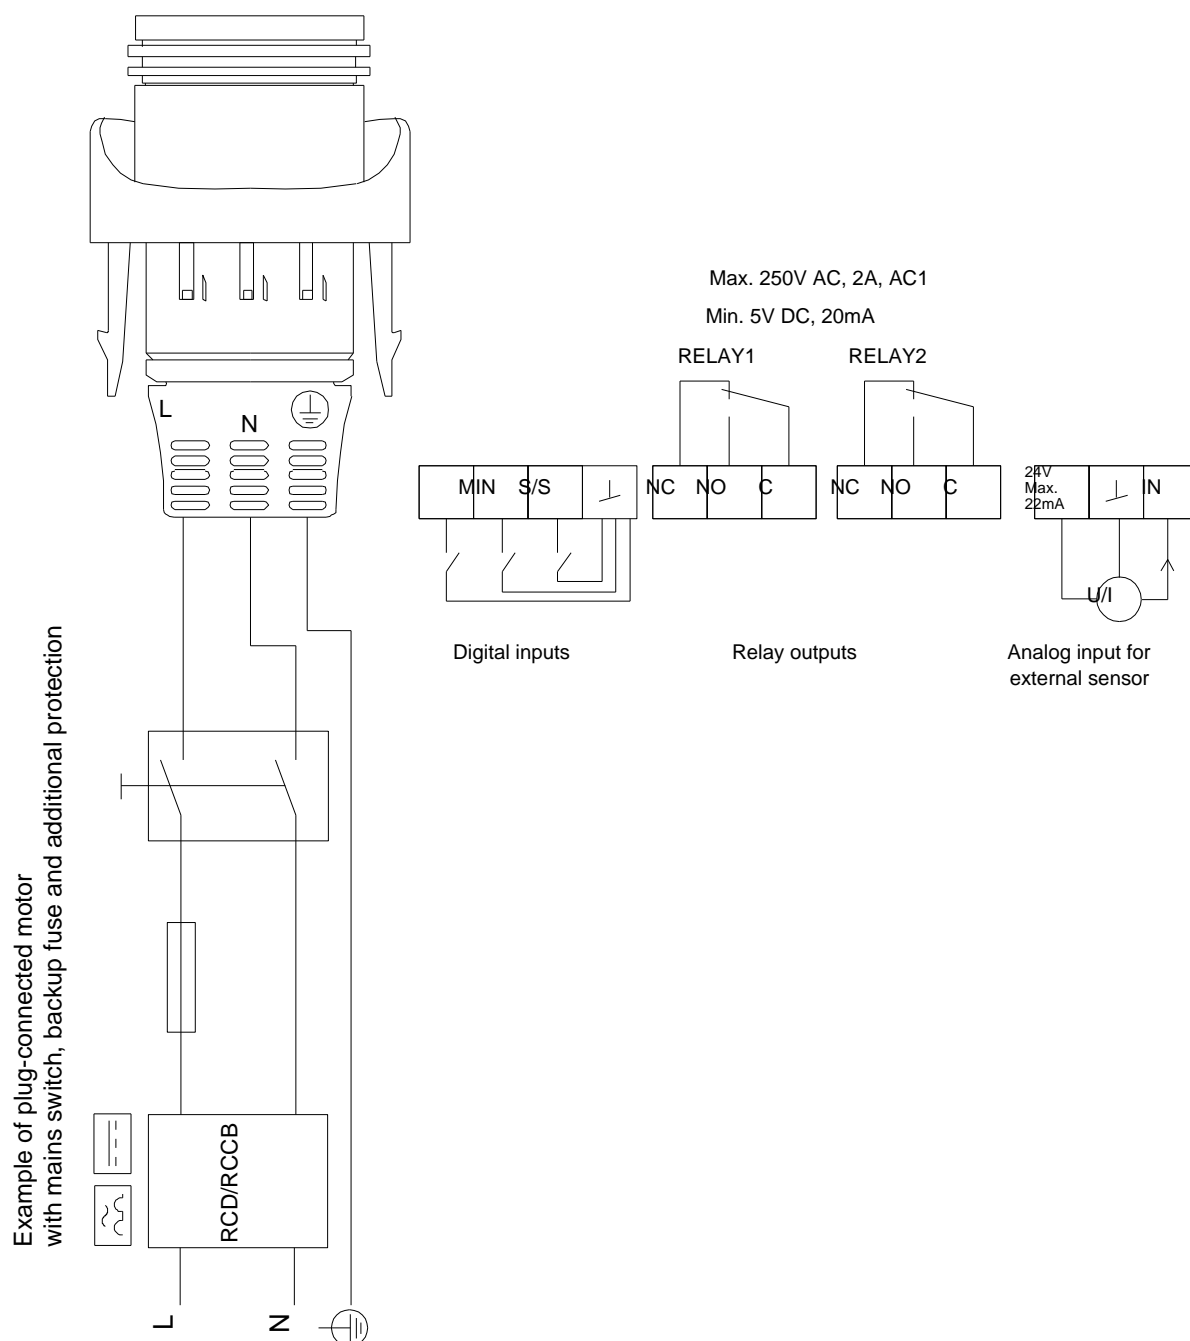 Max. 250V AC, 2A, AC1
Min. 5V DC, 20mA
RELAY1 RELAY2
L
N
MIN S/S
NC NO C
NC NO C
24V
Max.
22mA
IN
U/I
Digital inputs
Relay outputs
Analog input for
external sensor
Example of plug-connected motor
with mains switch, backup fuse and additional protection
RCD/RCCB
L
N